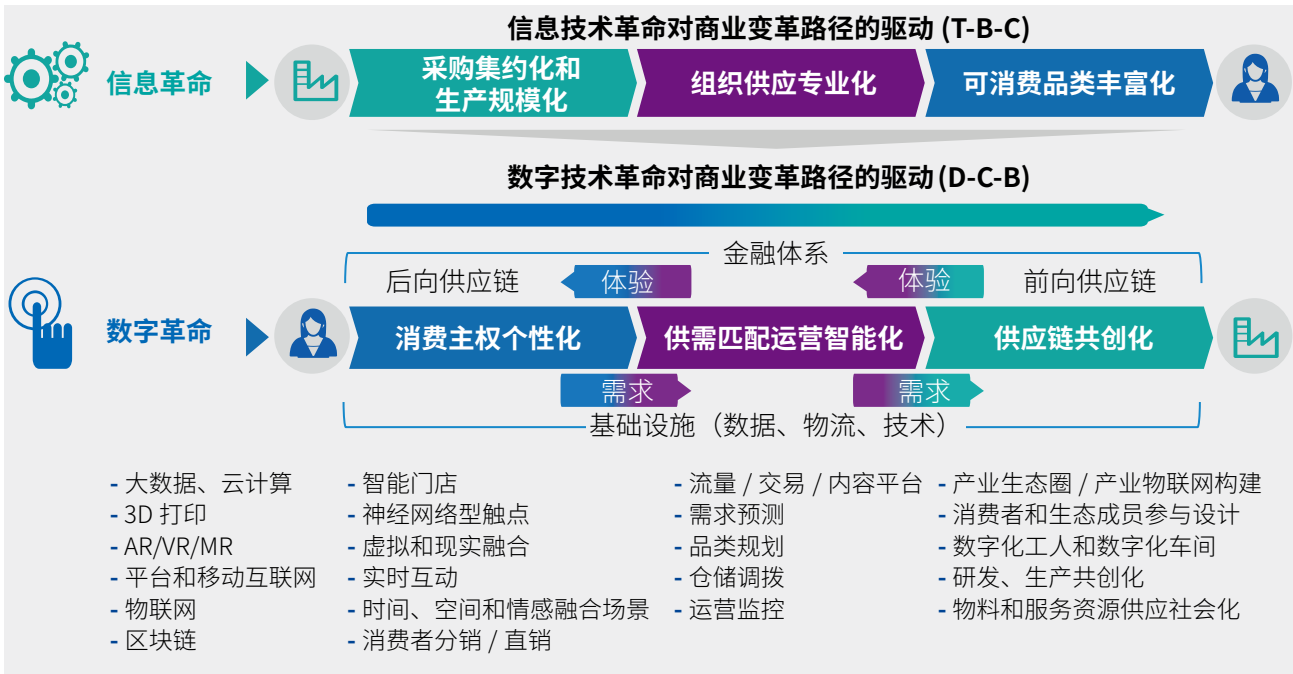 信息技术革命对商业变革路径的驱动 (T-B-C)
信息革命
采购集约化和
生产规模化
组织供应专业化
可消费品类丰富化
数字技术革命对商业变革路径的驱动 (D-C-B)
金融体系
后向供应链
体验
体验
前向供应链
数字革命
消费主权个性化
供需匹配运营智能化
供应链共创化
需求
需求
基础设施（数据、物流、技术）
- 大数据、云计算
- 3D 打印
- AR/VR/MR
- 平台和移动互联网
- 物联网
- 区块链
- 智能门店
- 神经网络型触点
- 虚拟和现实融合
- 实时互动
- 时间、空间和情感融合场景
- 消费者分销 / 直销
- 流量 / 交易 / 内容平台
- 需求预测
- 品类规划
- 仓储调拨
- 运营监控
- 产业生态圈 / 产业物联网构建
- 消费者和生态成员参与设计
- 数字化工人和数字化车间
- 研发、生产共创化
- 物料和服务资源供应社会化